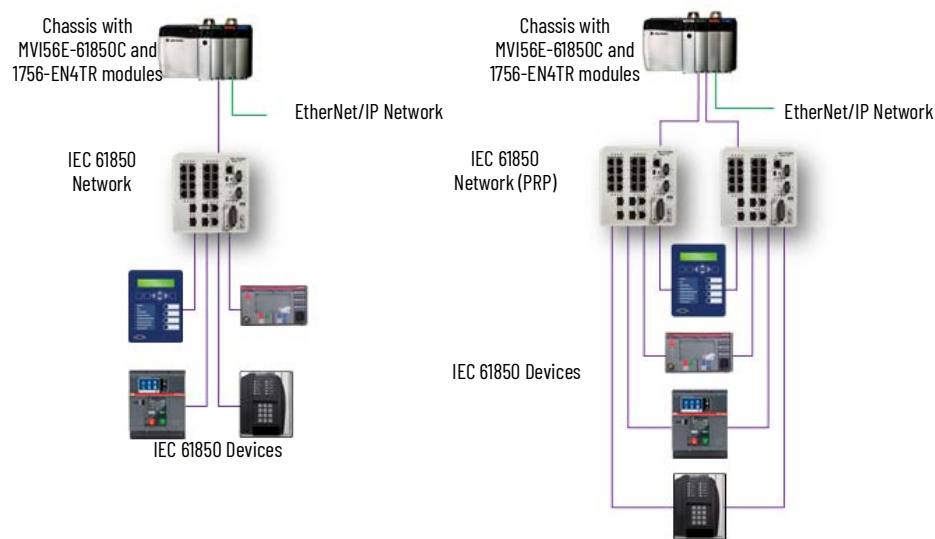 Chassis with
MVI56E-61850C and
1756-EN4TR modules
EtherNet/IP Network
IEC 61850
Network
IEC 61850 Devices
Chassis with
MVI56E-61850C and
1756-EN4TR modules
EtherNet/IP Network
IEC 61850
Network (PRP)
IEC 61850 Devices